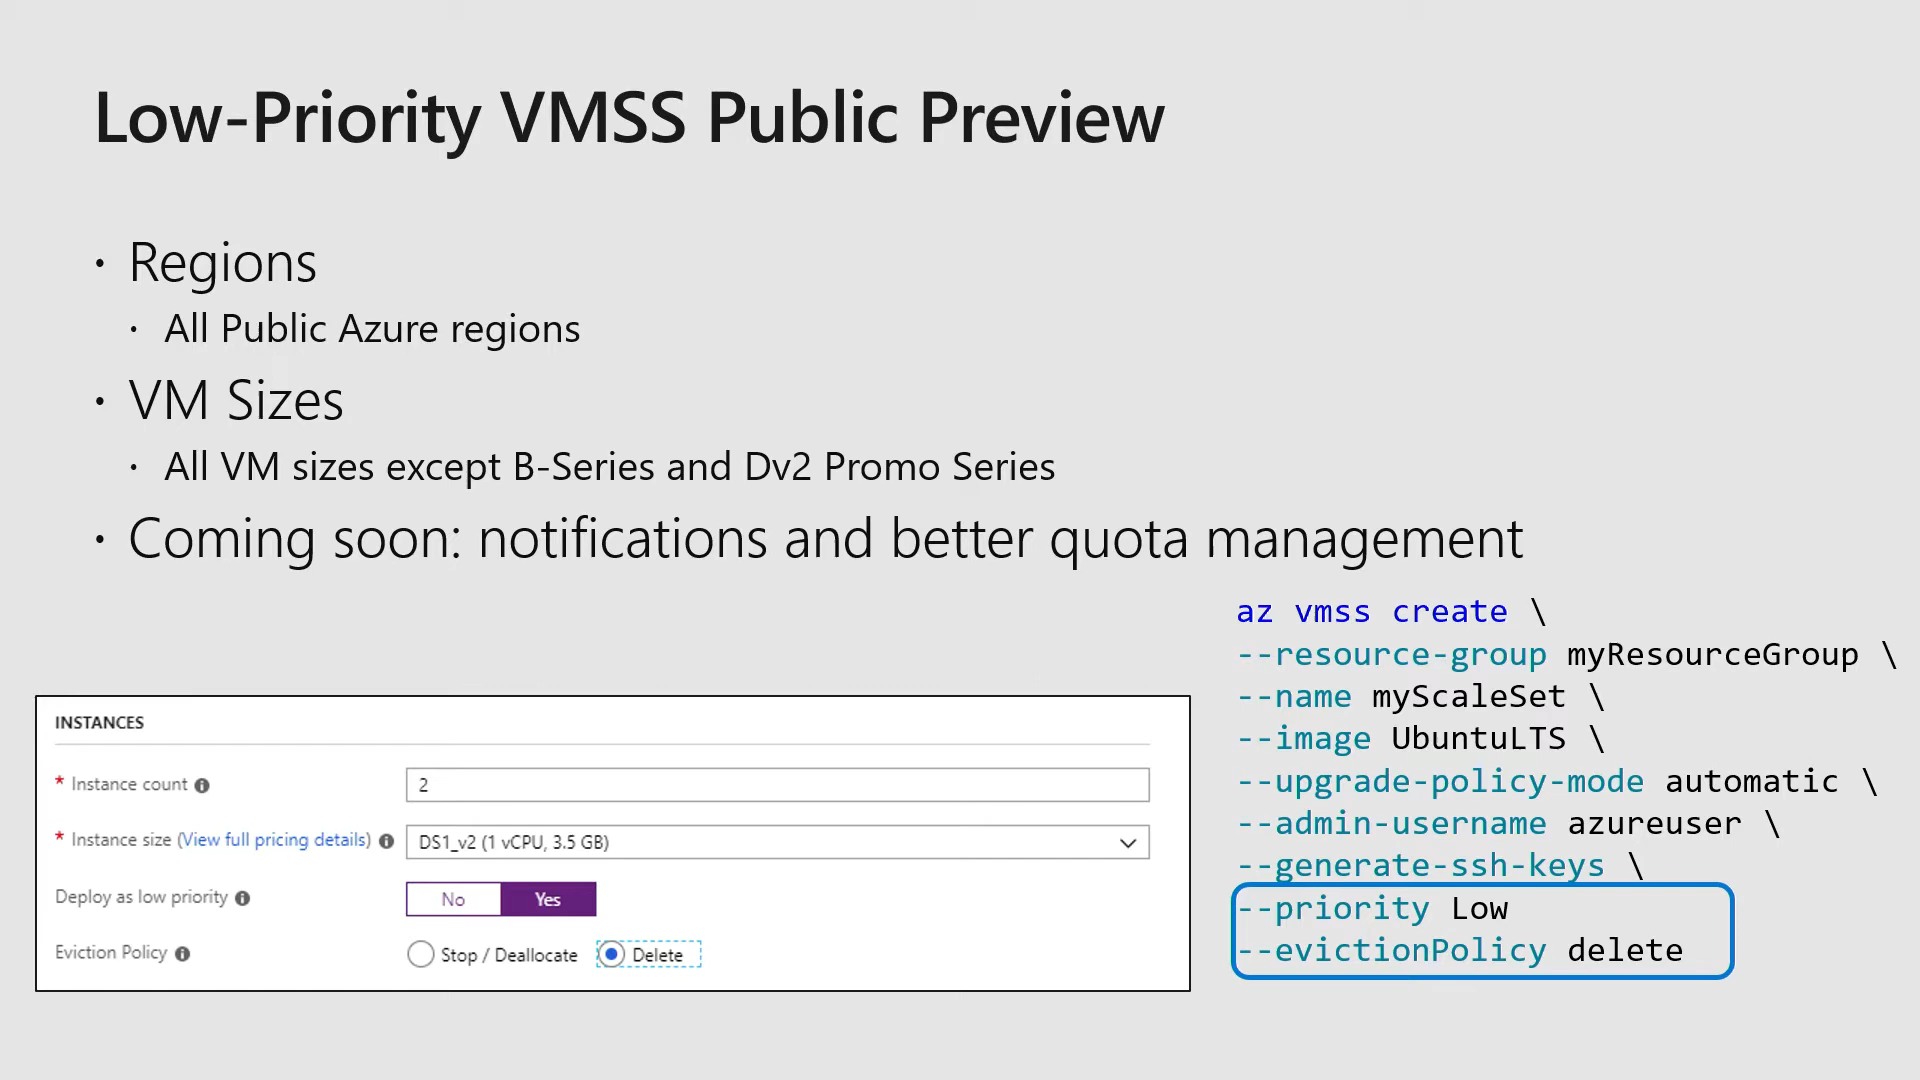 Low-Priority VMSS Public Preview
• Regions
• All Public Azure regions
• VM Sizes
• All VM sizes except B-Series and Dv2 Promo Series
• Coming soon: notifications and better quota management
az vmss create \
--resource-group myResourceGroup \
--name myScaleSet \
--image UbuntuLTS \
--upgrade-policy-mode automatic \
--admin-username azureuser \
--generate-ssh-keys \
--priority Low
--evictionPolicy delete
INSTANCES
* Instance count 2
* Instance size (View full pricing details) DS1_v2 (1 vCPU, 3.5 GB)
Deploy as low priority No Yes
Eviction Policy Stop / Deallocate Delete